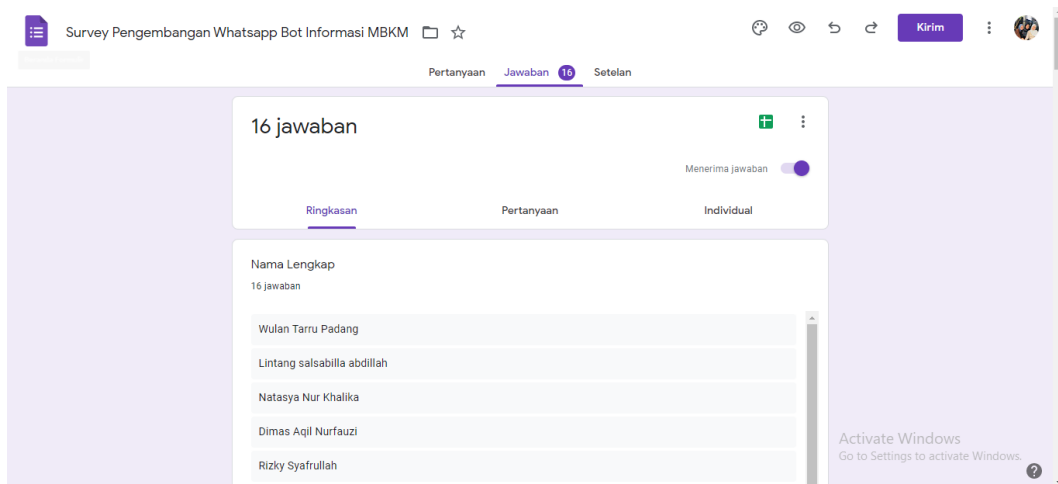 Survey Pengembangan Whatsapp Bot Informasi MBKM
Kirim
Pertanyaan Jawaban 16 Setelan
16 jawaban
Menerima jawaban
Ringkasan Pertanyaan Individual
Nama Lengkap
16 jawaban
Wulan Tarru Padang
Lintang salsabilla abdillah
Natasya Nur Khalika
Dimas Aqil Nurfauzi
Rizky Syafrullah
Activate Windows
Go to Settings to activate Windows.